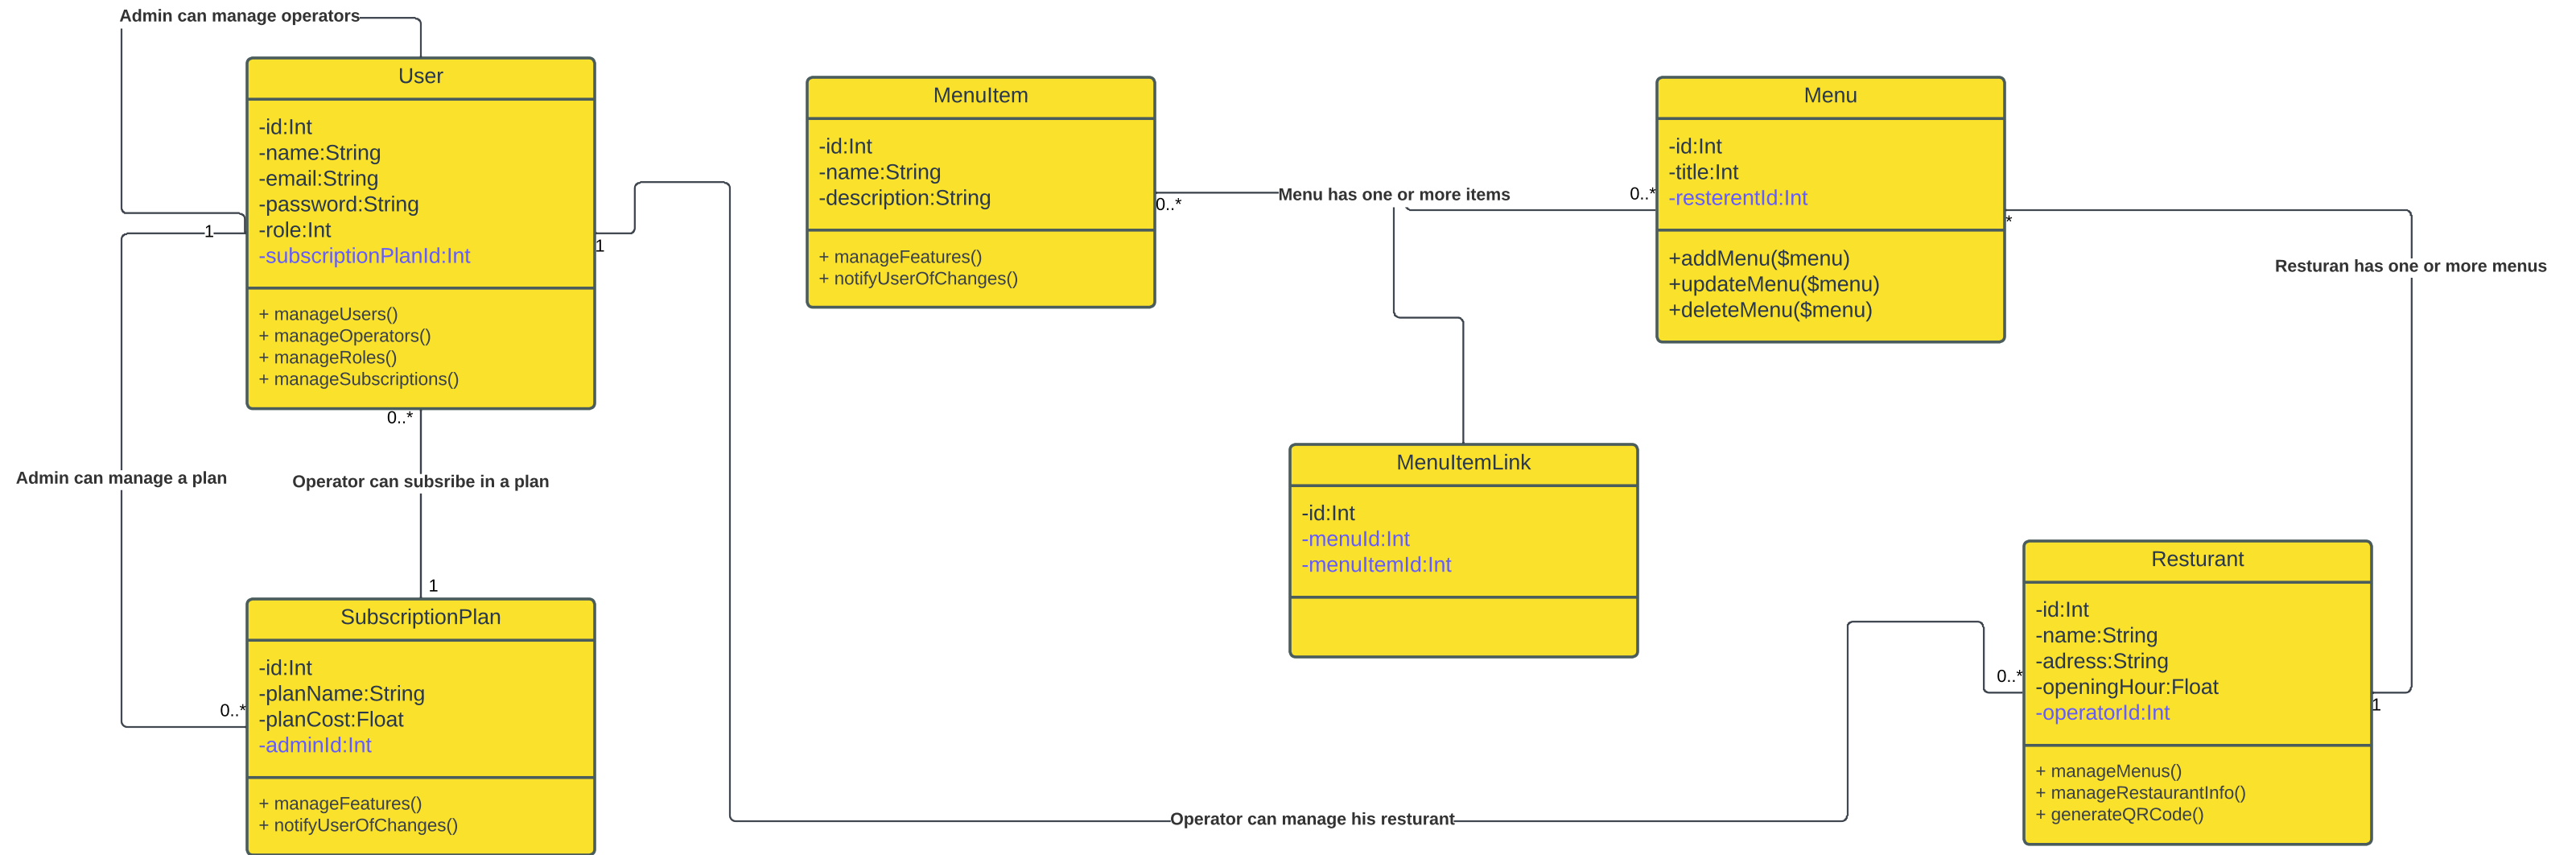 Admin can manage operators
User
-id:Int
-name:String
-email:String
-password:String
-role:Int
-subscriptionPlanId:Int
+ manageUsers()
+ manageOperators()
+ manageRoles()
+ manageSubscriptions()
1
1
0..*
Admin can manage a plan
Operator can subsribe in a plan
1
0..*
SubscriptionPlan
-id:Int
-planName:String
-planCost:Float
-adminId:Int
+ manageFeatures()
+ notifyUserOfChanges()
MenuItem
-id:Int
-name:String
-description:String
+ manageFeatures()
+ notifyUserOfChanges()
0..*
Menu has one or more items
0..*
Menu
-id:Int
-title:Int
-resterentId:Int
+addMenu($menu)
+updateMenu($menu)
+deleteMenu($menu)
*
Resturan has one or more menus
MenuItemLink
-id:Int
-menuId:Int
-menuItemId:Int
Resturant
-id:Int
-name:String
-adress:String
-openingHour:Float
-operatorId:Int
+ manageMenus()
+ manageRestaurantInfo()
+ generateQRCode()
0..*
1
Operator can manage his resturant